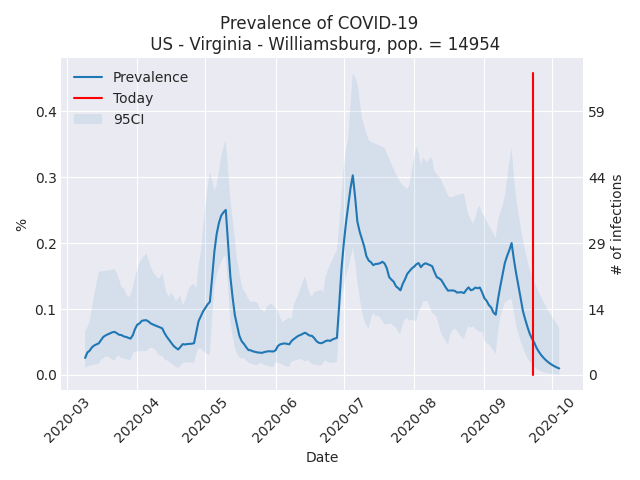 Prevalence of COVID-19
US - Virginia - Williamsburg, pop. = 14954
Prevalence
Today
95CI
%
0.4
0.3
0.2
0.1
0.0
59
44
29
14
0
# of infections
2020-03
2020-04
2020-05
2020-06
2020-07
2020-08
2020-09
2020-10
Date